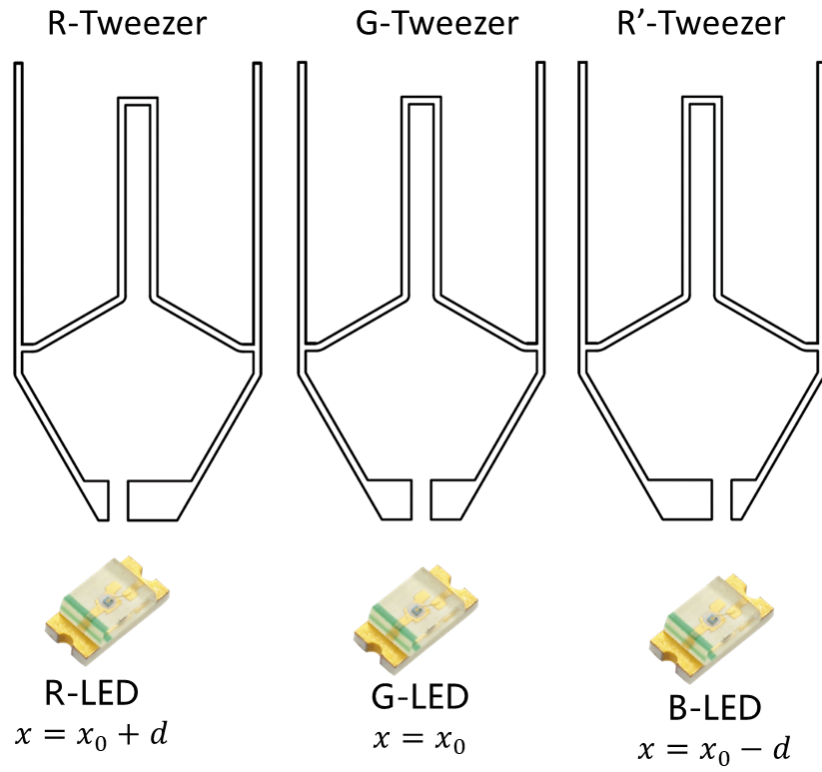 R-Tweezer
G-Tweezer
R’-Tweezer
R-LED
x = x₀ + d
G-LED
x = x₀
B-LED
x = x₀ − d